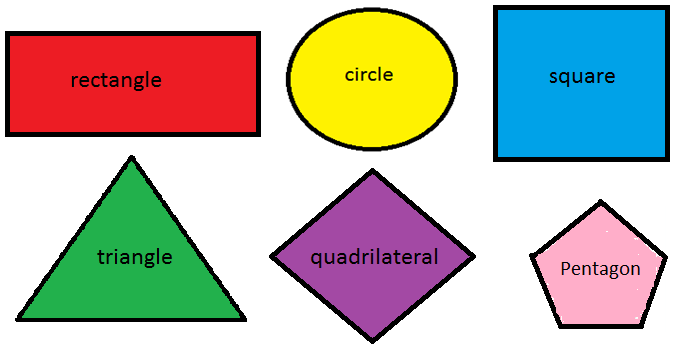 rectangle
circle
square
triangle
quadrilateral
Pentagon